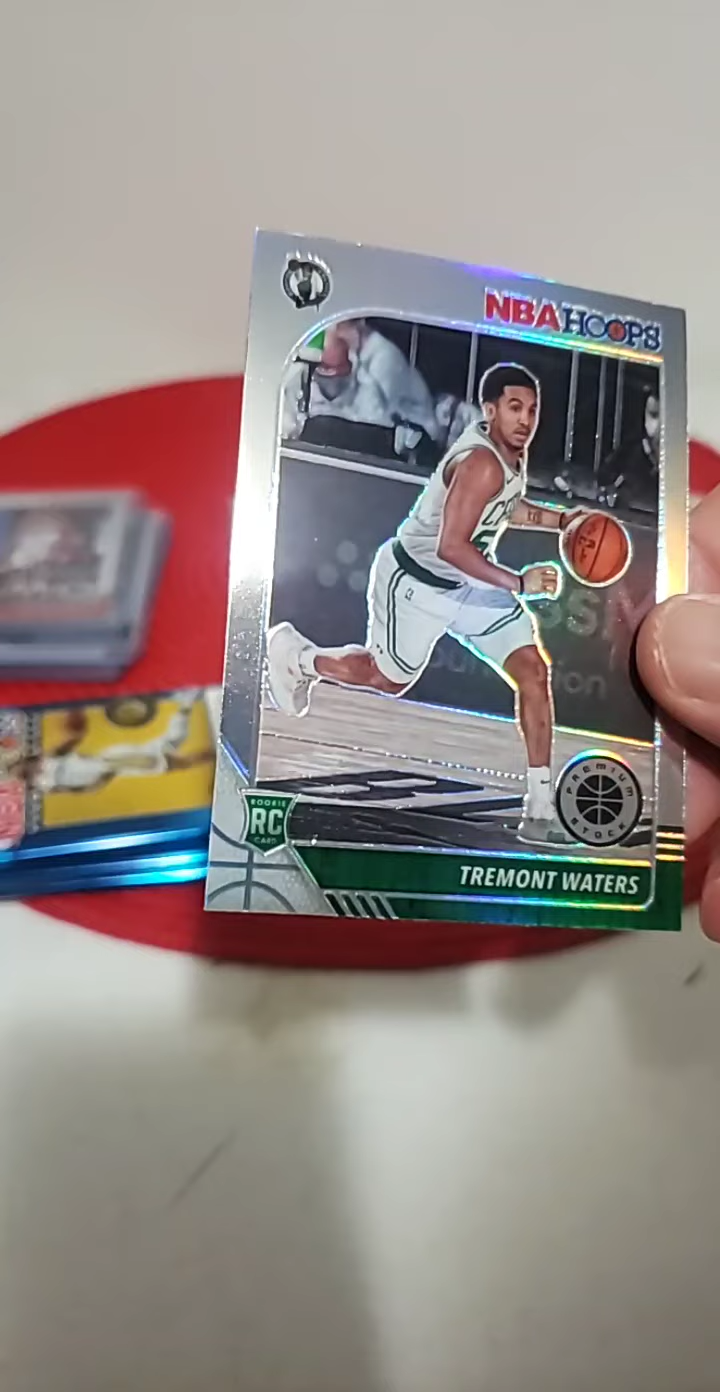 NBA HOOPS
PREMIUM
STOCK
ROOKIE
RC
CARD
TREMONT WATERS